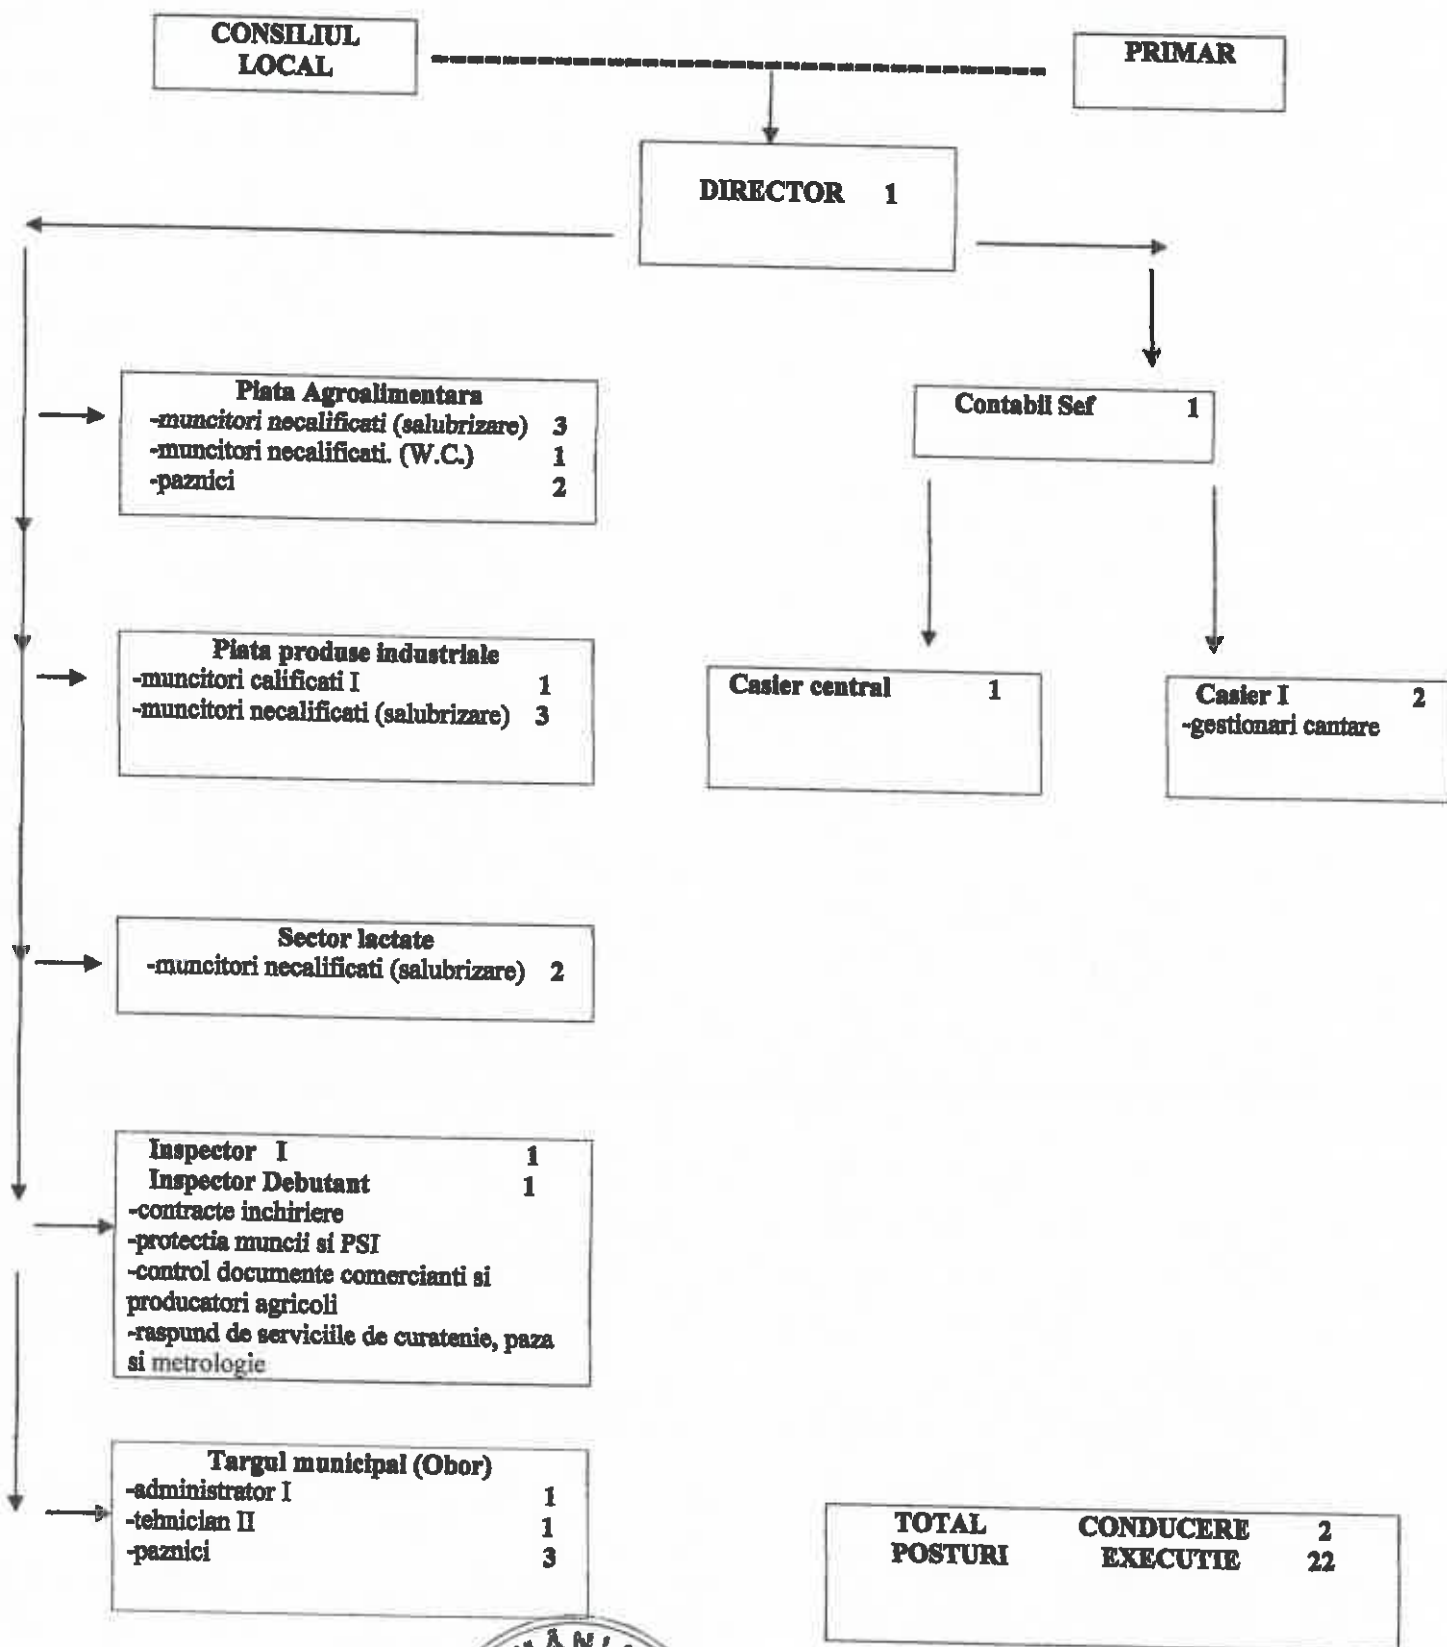 CONSILIUL
LOCAL
PRIMAR
DIRECTOR 1
Piata Agroalimentara
-muncitori necalificati (salubrizare) 3
-muncitori necalificati. (W.C.) 1
-paznici 2
Contabil Sef 1
Piata produse industriale
-muncitori calificati I 1
-muncitori necalificati (salubrizare) 3
Casier central 1
Casier I 2
-gestionari cantare
Sector lactate
-muncitori necalificati (salubrizare) 2
Inspector I 1
Inspector Debutant 1
-contracte inchiriere
-protectia muncii si PSI
-control documente comercianti si
producatori agricoli
-raspund de serviciile de curatenie, paza
si metrologie
Targul municipal (Obor)
-administrator I 1
-tehnician II 1
-paznici 3
TOTAL CONDUCERE 2
POSTURI EXECUTIE 22